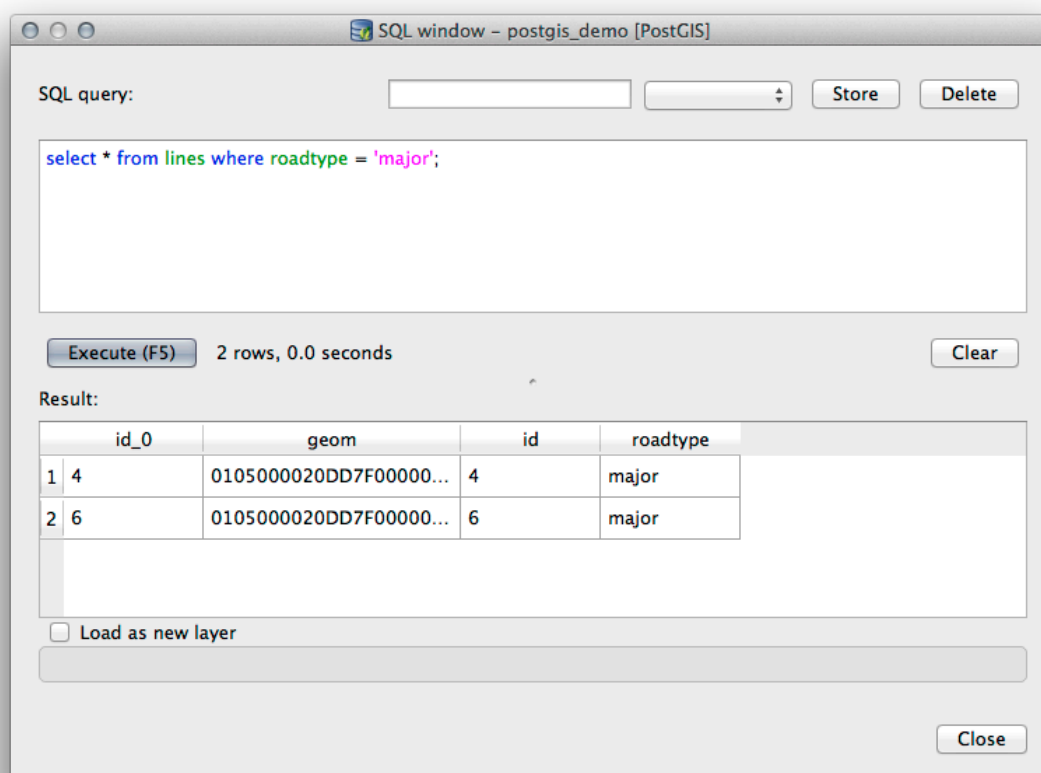 SQL window – postgis_demo [PostGIS]
SQL query:
Store
Delete
select * from lines where roadtype = 'major';
Execute (F5)
2 rows, 0.0 seconds
Clear
Result:
id_0 geom id roadtype
1 4 0105000020DD7F00000... 4 major
2 6 0105000020DD7F00000... 6 major
Load as new layer
Close